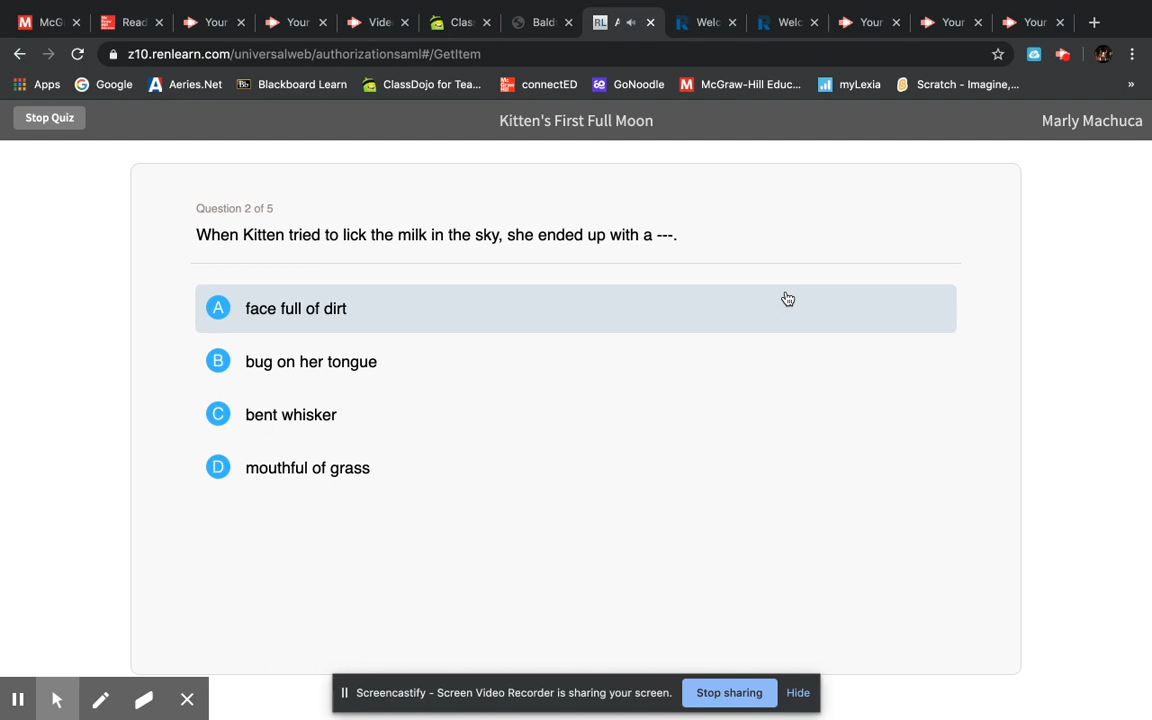 McG
Read
Your
Your
Vide
Clas
Bald
RL A
Welc
Welc
Your
Your
Your
z10.renlearn.com/universalweb/authorizationsaml#/GetItem
Apps Google Aeries.Net Bb Blackboard Learn ClassDojo for Tea... connectED GoNoodle McGraw-Hill Educ... myLexia Scratch - Imagine,... »
Stop Quiz Kitten's First Full Moon Marly Machuca
Question 2 of 5
When Kitten tried to lick the milk in the sky, she ended up with a ---.
A face full of dirt
B bug on her tongue
C bent whisker
D mouthful of grass
Screencastify - Screen Video Recorder is sharing your screen. Stop sharing Hide